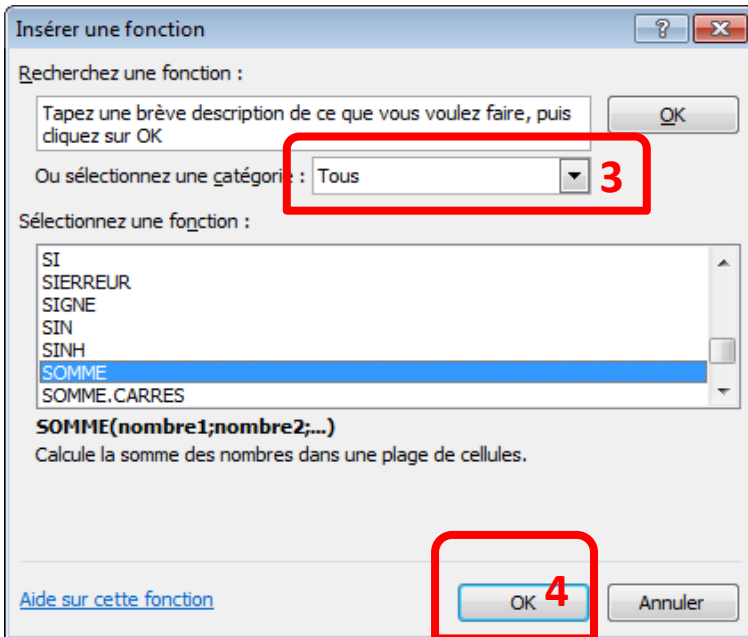 Insérer une fonction
Recherchez une fonction :
Tapez une brève description de ce que vous voulez faire, puis
cliquez sur OK
OK
Ou sélectionnez une catégorie : Tous
3
Sélectionnez une fonction :
SI
SIERREUR
SIGNE
SIN
SINH
SOMME
SOMME.CARRES
SOMME(nombre1;nombre2;...)
Calcule la somme des nombres dans une plage de cellules.
Aide sur cette fonction
OK 4
Annuler